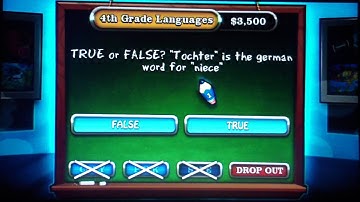 4th Grade Languages
$3,500
TRUE or FALSE? "Tochter" is the german
word for "niece"
FALSE
TRUE
DROP OUT